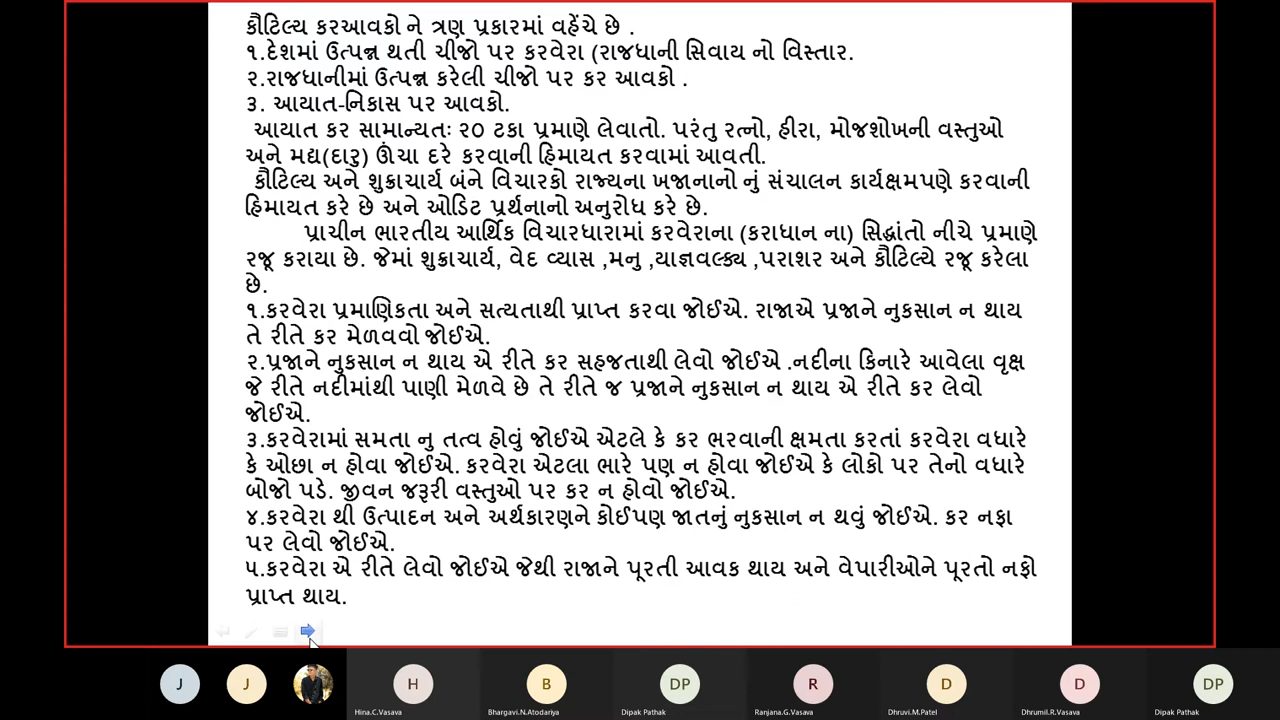 કૌટિલ્ય કરઆવકો ને ત્રણ પ્રકારમાં વહેંચે છે .
૧.દેશમાં ઉત્પન્ન થતી ચીજો પર કરવેરા (રાજધાની સિવાય નો વિસ્તાર.
૨.રાજધાનીમાં ઉત્પન્ન કરેલી ચીજો પર કર આવકો .
૩. આયાત-નિકાસ પર આવકો.
આયાત કર સામાન્યતઃ ૨૦ ટકા પ્રમાણે લેવાતો. પરંતુ રત્નો, હીરા, મોજશોખની વસ્તુઓ
અને મદ્ય(દારૂ) ઊંચા દરે કરવાની હિમાયત કરવામાં આવતી.
કૌટિલ્ય અને શુક્રાચાર્ય બંને વિચારકો રાજ્યના ખજાનાનો નું સંચાલન કાર્યક્ષમપણે કરવાની
હિમાયત કરે છે અને ઓડિટ પ્રર્થનાનો અનુરોધ કરે છે.
પ્રાચીન ભારતીય આર્થિક વિચારધારામાં કરવેરાના (કરાધાન ના) સિદ્ધાંતો નીચે પ્રમાણે
રજૂ કરાયા છે. જેમાં શુક્રાચાર્ય, વેદ વ્યાસ ,મનુ ,યાજ્ઞવલ્ક્ય ,પરાશર અને કૌટિલ્યે રજૂ કરેલા
છે.
૧.કરવેરા પ્રમાણિકતા અને સત્યતાથી પ્રાપ્ત કરવા જોઈએ. રાજાએ પ્રજાને નુકસાન ન થાય
તે રીતે કર મેળવવો જોઈએ.
૨.પ્રજાને નુકસાન ન થાય એ રીતે કર સહજતાથી લેવો જોઈએ .નદીના કિનારે આવેલા વૃક્ષ
જે રીતે નદીમાંથી પાણી મેળવે છે તે રીતે જ પ્રજાને નુકસાન ન થાય એ રીતે કર લેવો
જોઈએ.
૩.કરવેરામાં સમતા નુ તત્વ હોવું જોઈએ એટલે કે કર ભરવાની ક્ષમતા કરતાં કરવેરા વધારે
કે ઓછા ન હોવા જોઈએ. કરવેરા એટલા ભારે પણ ન હોવા જોઈએ કે લોકો પર તેનો વધારે
બોજો પડે. જીવન જરૂરી વસ્તુઓ પર કર ન હોવો જોઈએ.
૪.કરવેરા થી ઉત્પાદન અને અર્થકારણને કોઈપણ જાતનું નુકસાન ન થવું જોઈએ. કર નફા
પર લેવો જોઈએ.
૫.કરવેરા એ રીતે લેવો જોઈએ જેથી રાજાને પૂરતી આવક થાય અને વેપારીઓને પૂરતો નફો
પ્રાપ્ત થાય.
J J H B DP R D D DP
Hina.C.Vasava Bhargavi.N.Atodariya Dipak Pathak Ranjana.G.Vasava Dhruvi.M.Patel Dhrumil.R.Vasava Dipak Pathak